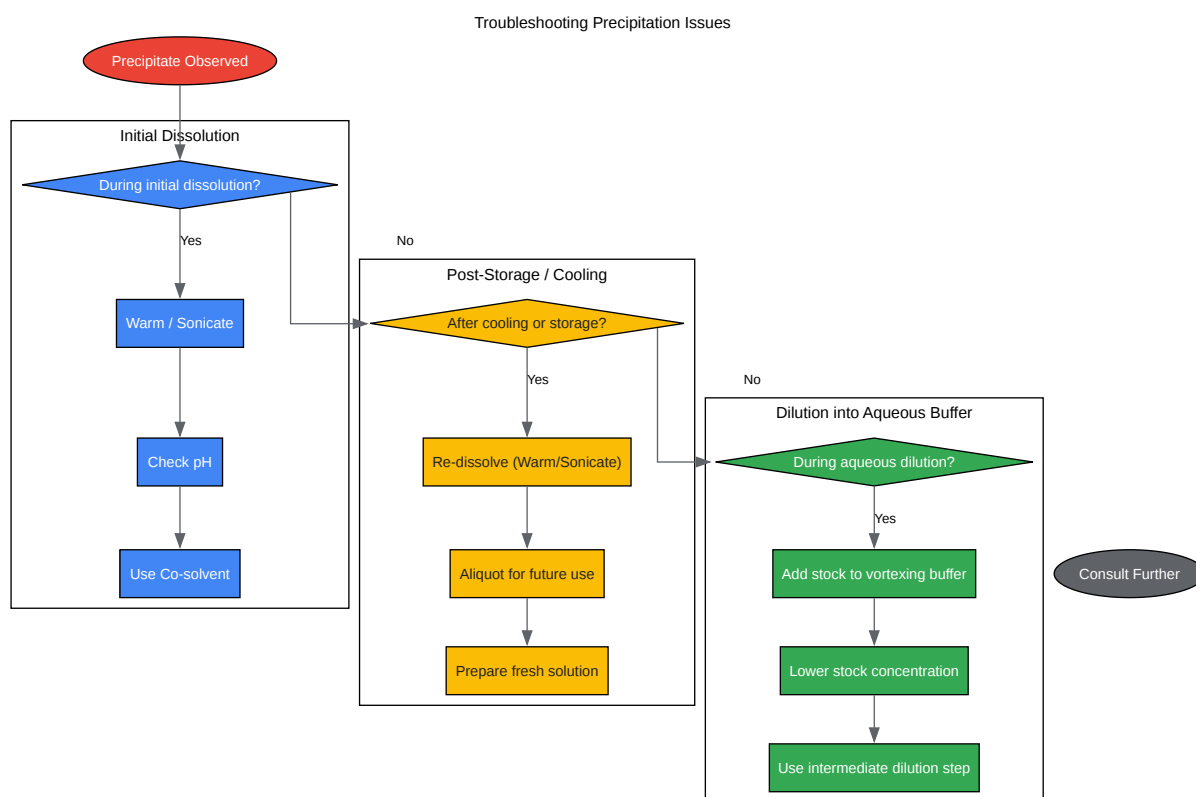 Troubleshooting Precipitation Issues
Precipitate Observed
Initial Dissolution
During initial dissolution?
Yes
No
Warm / Sonicate
Check pH
Use Co-solvent
Post-Storage / Cooling
After cooling or storage?
Yes
No
Re-dissolve (Warm/Sonicate)
Aliquot for future use
Prepare fresh solution
Dilution into Aqueous Buffer
During aqueous dilution?
Yes
Add stock to vortexing buffer
Lower stock concentration
Use intermediate dilution step
Consult Further